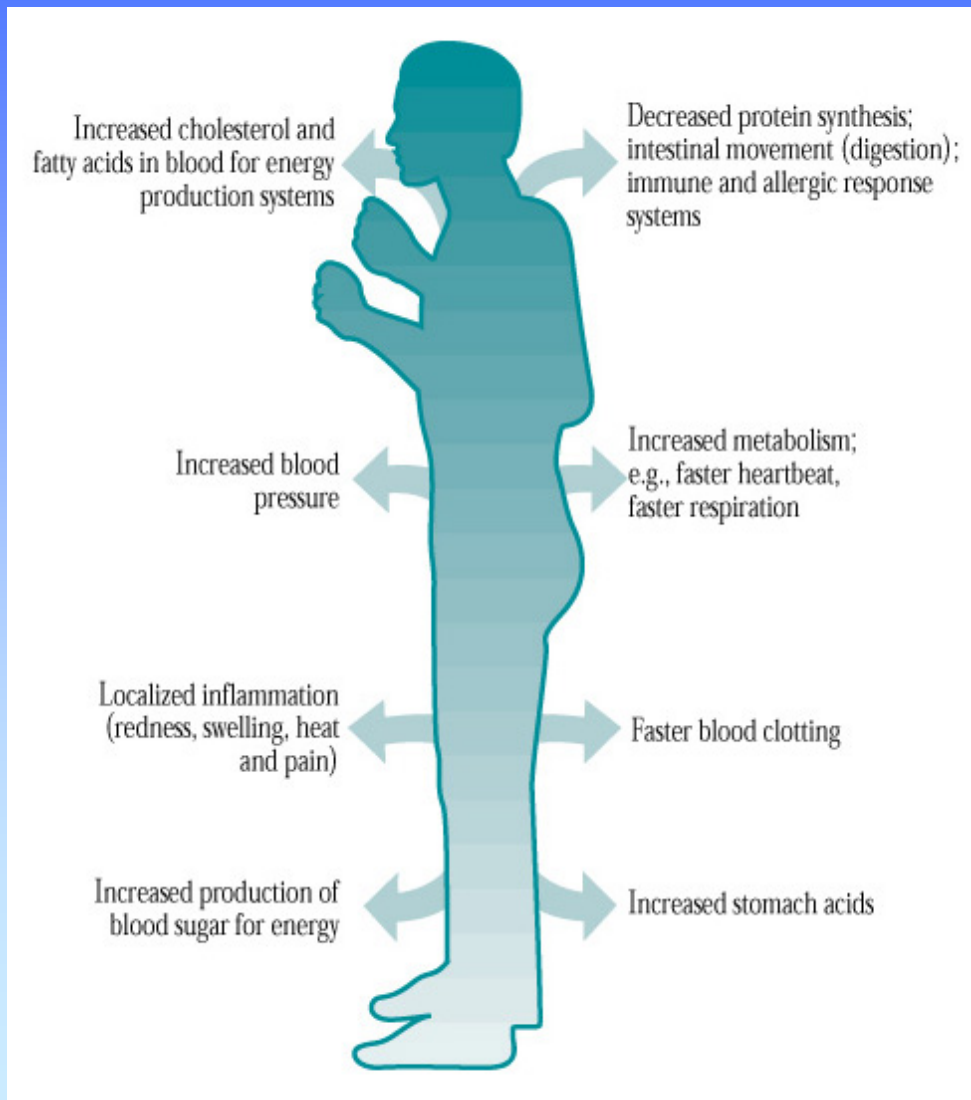 Increased cholesterol and
fatty acids in blood for energy
production systems
Decreased protein synthesis;
intestinal movement (digestion);
immune and allergic response
systems
Increased blood
pressure
Increased metabolism;
e.g., faster heartbeat,
faster respiration
Localized inflammation
(redness, swelling, heat
and pain)
Faster blood clotting
Increased production of
blood sugar for energy
Increased stomach acids